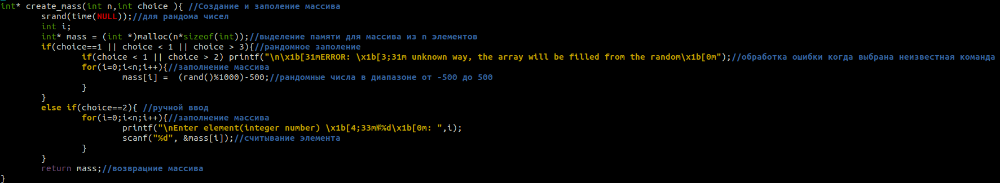 int* create_mass(int n,int choice ){ //Создание и заполение массива
        srand(time(NULL));//для рандома чисел
        int i;
        int* mass = (int *)malloc(n*sizeof(int));//выделение памяти для массива из n элементов
        if(choice==1 || choice < 1 || choice > 3){//рандомное заполение
                if(choice < 1 || choice > 2) printf("\n\x1b[31mERROR: \x1b[3;31m unknown way, the array will be filled from the random\x1b[0m");//обработка ошибки когда выбрана неизвестная команда
                for(i=0;i<n;i++){//заполнение массива
                        mass[i] =  (rand()%1000)-500;//рандомные числа в диапазоне от -500 до 500
                }
        }
        else if(choice==2){ //ручной ввод
                for(i=0;i<n;i++){//заполнение массива
                        printf("\nEnter element(integer number) \x1b[4;33m№%d\x1b[0m: ",i);
                        scanf("%d", &mass[i]);//считывание элемента
                }
        }
        return mass;//возвращние массива
}